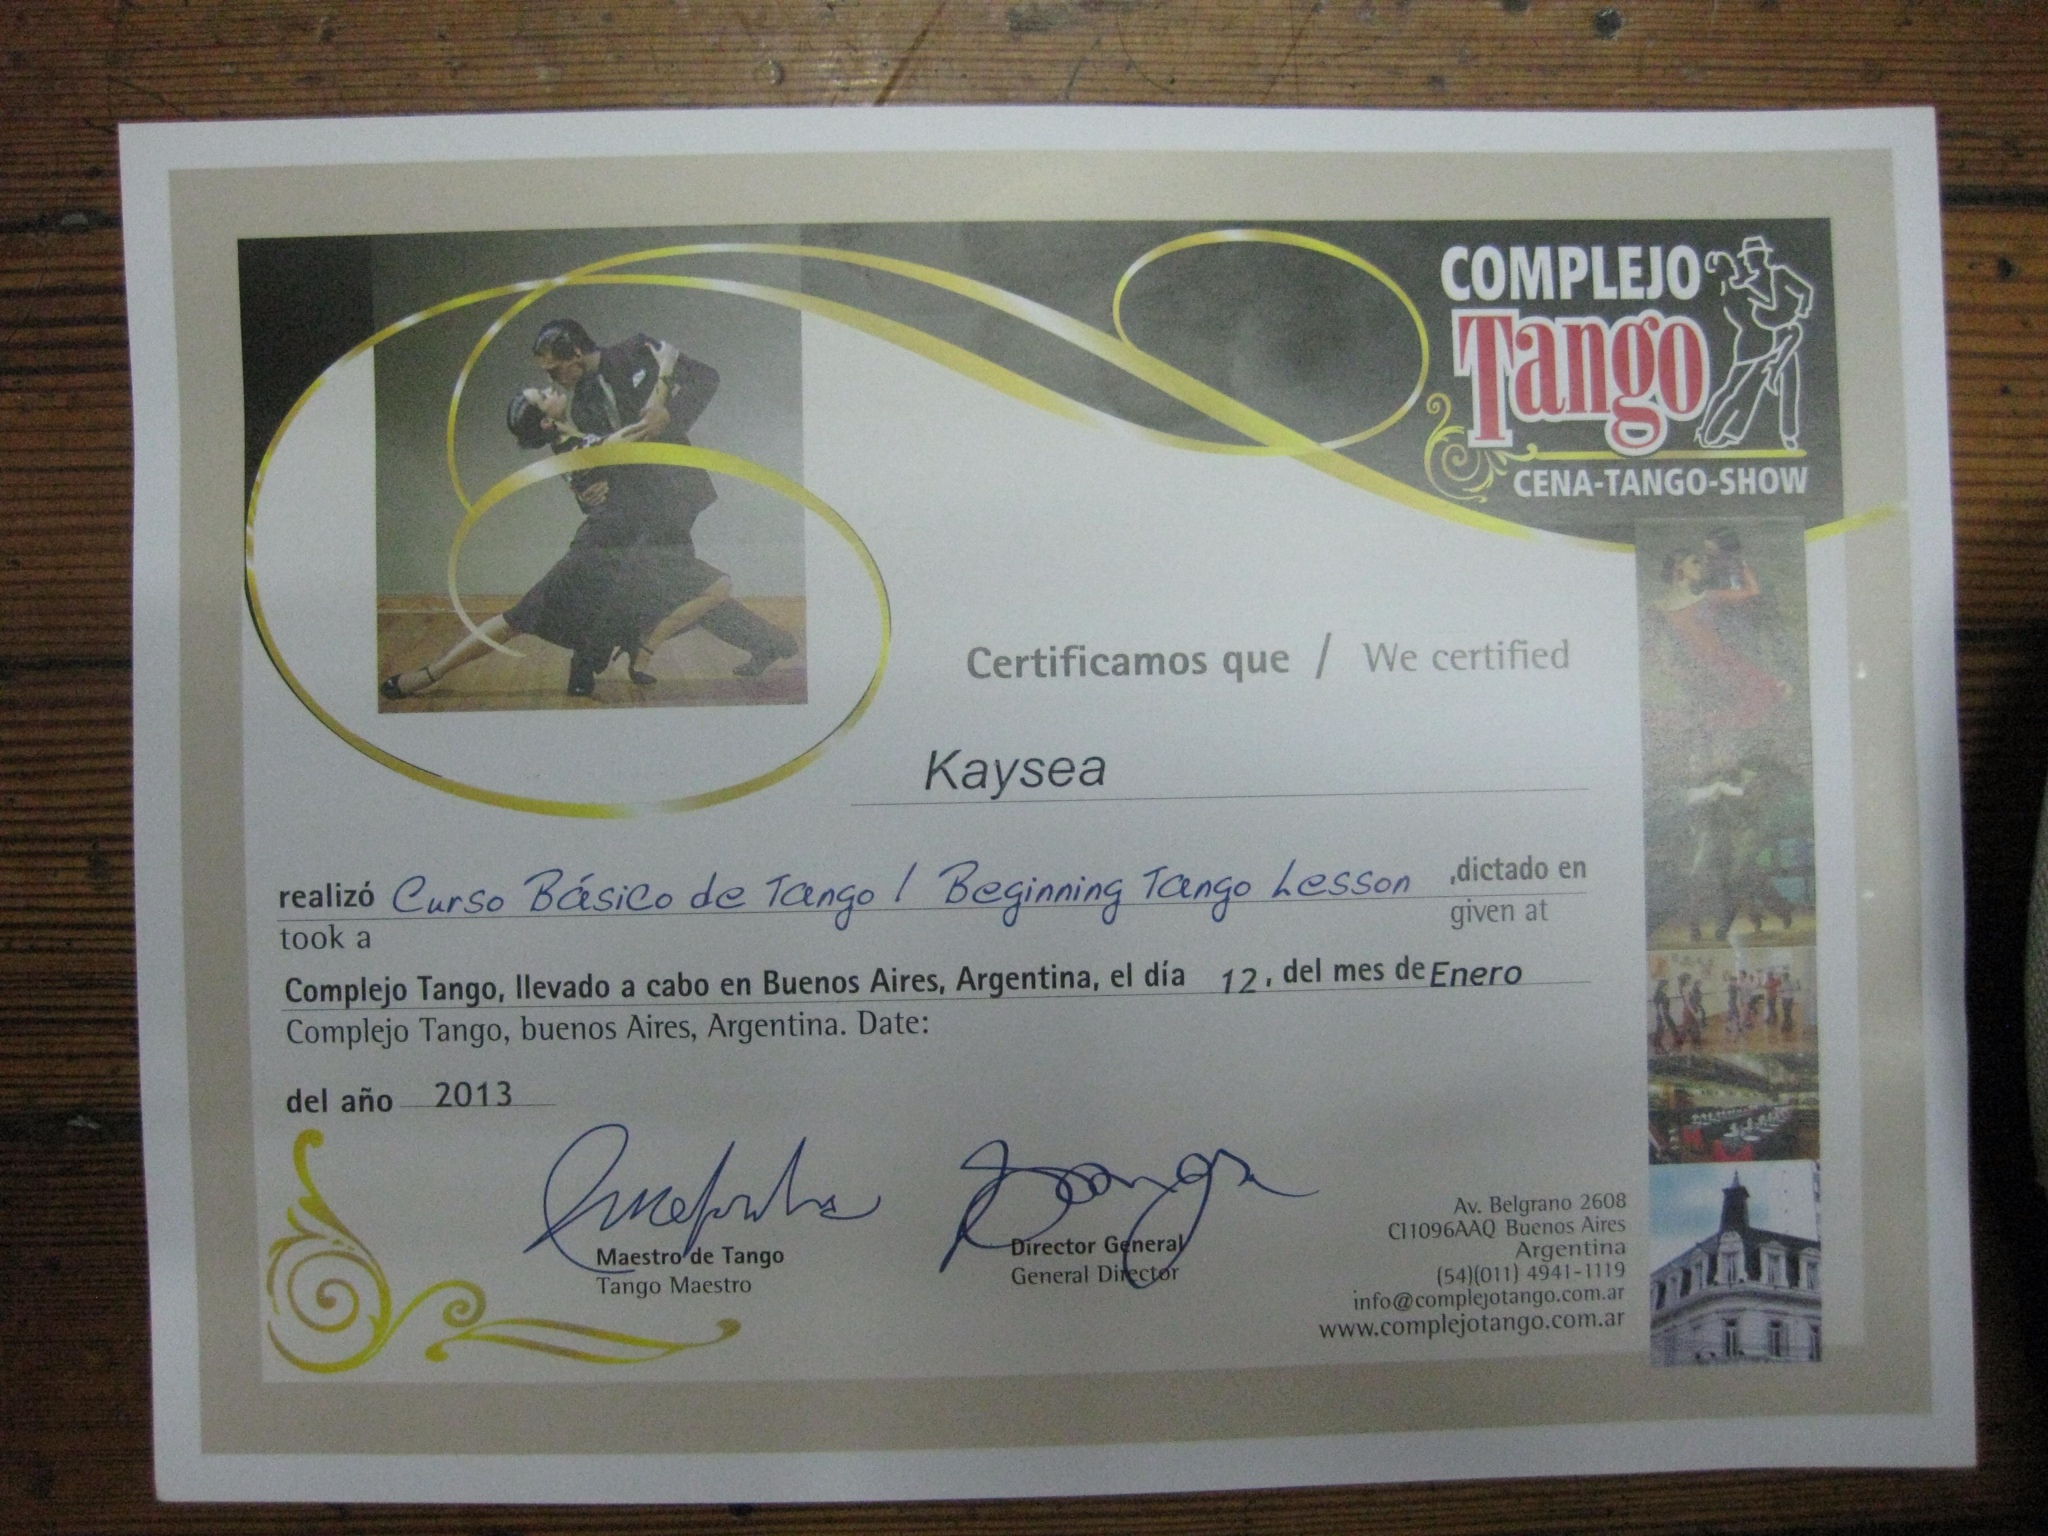 COMPLEJO
Tango
CENA-TANGO-SHOW
Certificamos que / We certified
Kaysea
realizó Curso Básico de Tango / Beginning Tango Lesson ,dictado en
took a given at
Complejo Tango, llevado a cabo en Buenos Aires, Argentina, el día 12, del mes de Enero
Complejo Tango, buenos Aires, Argentina. Date:
del año 2013
Maestro de Tango
Tango Maestro
Director General
General Director
Av. Belgrano 2608
CI1096AAQ Buenos Aires
Argentina
(54)(011) 4941-1119
info@complejotango.com.ar
www.complejotango.com.ar